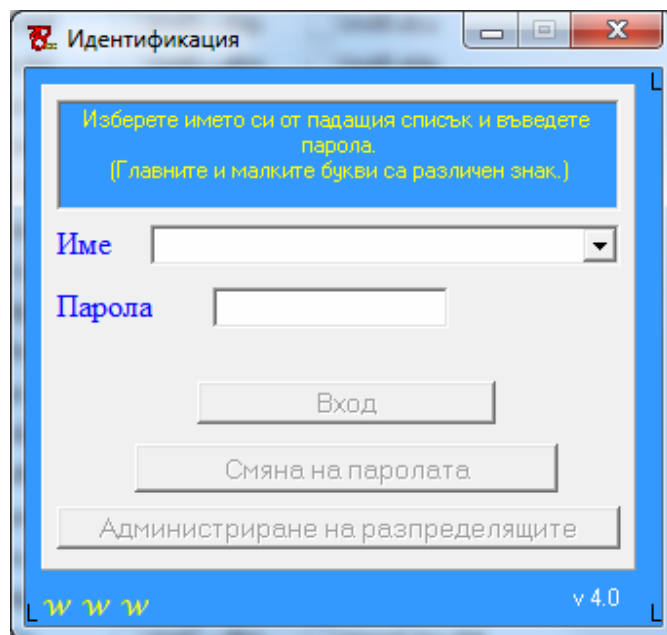 Идентификация
Изберете името си от падащия списък и въведете
парола.
(Главните и малките букви са различен знак.)
Име
Парола
Вход
Смяна на паролата
Администриране на разпределящите
w w w
v 4.0